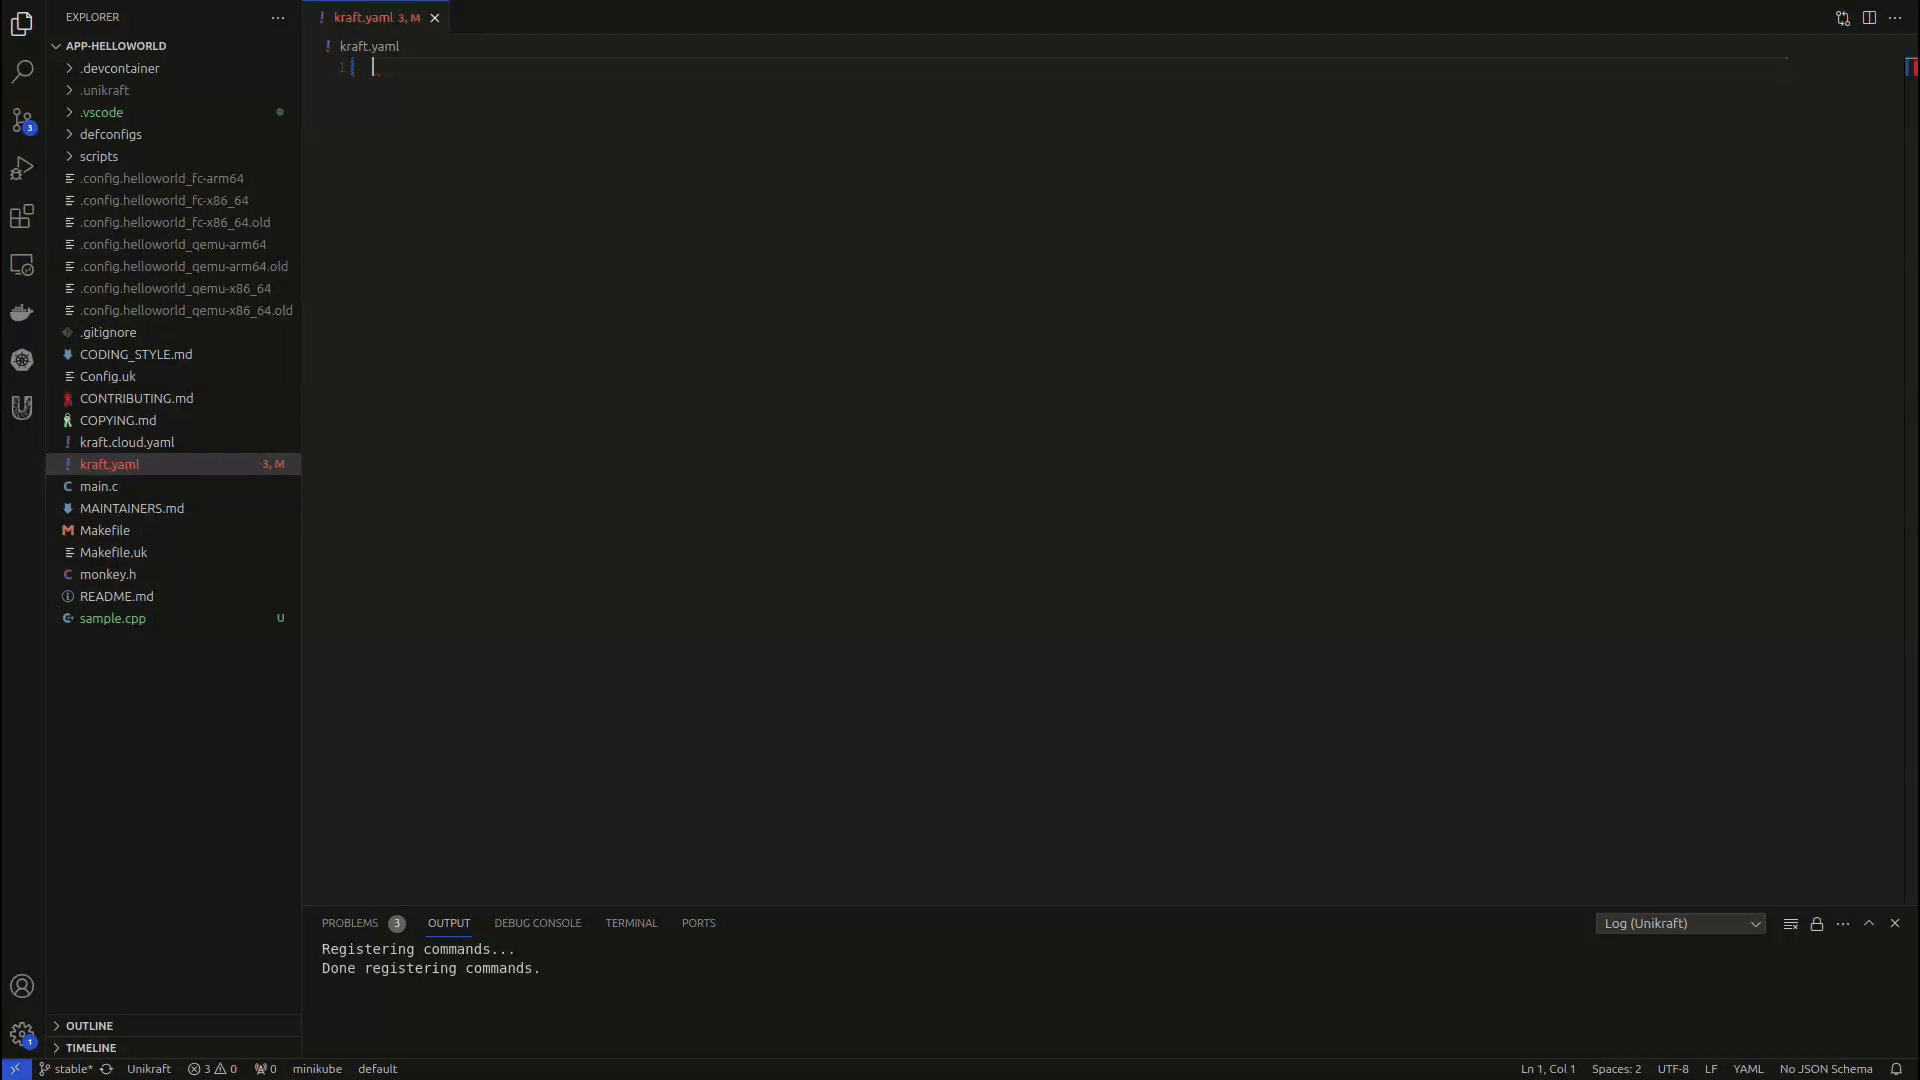 EXPLORER
APP-HELLOWORLD
.devcontainer
.unikraft
.vscode
defconfigs
scripts
.config.helloworld_fc-arm64
.config.helloworld_fc-x86_64
.config.helloworld_fc-x86_64.old
.config.helloworld_qemu-arm64
.config.helloworld_qemu-arm64.old
.config.helloworld_qemu-x86_64
.config.helloworld_qemu-x86_64.old
.gitignore
CODING_STYLE.md
Config.uk
CONTRIBUTING.md
COPYING.md
kraft.cloud.yaml
kraft.yaml 3, M
main.c
MAINTAINERS.md
Makefile
Makefile.uk
monkey.h
README.md
sample.cpp U
OUTLINE
TIMELINE
3
1
kraft.yaml 3, M
kraft.yaml
1
PROBLEMS 3 OUTPUT DEBUG CONSOLE TERMINAL PORTS Log (Unikraft)
Registering commands...
Done registering commands.
stable* Unikraft 3 0 0 minikube default Ln 1, Col 1 Spaces: 2 UTF-8 LF YAML No JSON Schema